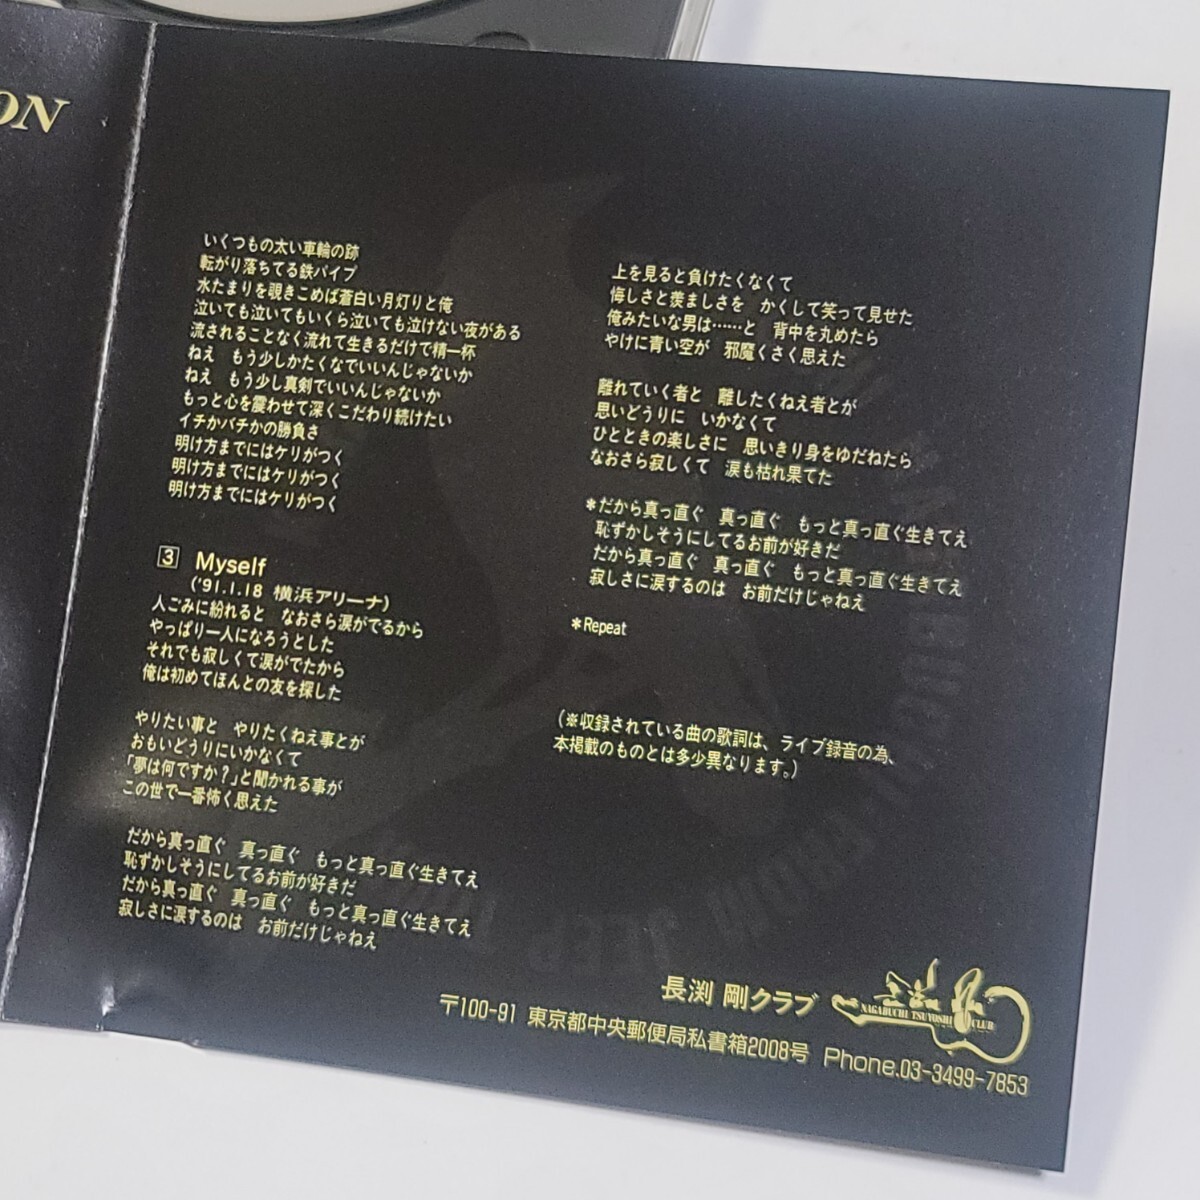 ON
いくつもの太い車輪の跡
転がり落ちてる鉄パイプ
水たまりを覗きこめば蒼白い月灯りと俺
泣いても泣いてもいくら泣いても泣けない夜がある
流されることなく流れて生きるだけで精一杯
ねえ　もう少しかたくなでいいんじゃないか
ねえ　もう少し真剣でいいんじゃないか
もっと心を震わせて深くこだわり続けたい
イチかバチかの勝負さ
明け方までにはケリがつく
明け方までにはケリがつく
明け方までにはケリがつく
3 Myself
('91.1.18 横浜アリーナ)
人ごみに紛れると　なおさら涙がでるから
やっぱり一人になろうとした
それでも寂しくて涙がでたから
俺は初めてほんとの友を探した
やりたい事と　やりたくねえ事とが
おもいどうりにいかなくて
「夢は何ですか?」と聞かれる事が
この世で一番怖く思えた
だから真っ直ぐ　真っ直ぐ　もっと真っ直ぐ生きてえ
恥ずかしそうにしてるお前が好きだ
だから真っ直ぐ　真っ直ぐ　もっと真っ直ぐ生きてえ
寂しさに涙するのは　お前だけじゃねえ
上を見ると負けたくなくて
悔しさと羨ましさを　かくして笑って見せた
俺みたいな男は……と　背中を丸めたら
やけに青い空が　邪魔くさく思えた
離れていく者と　離したくねえ者とが
思いどうりに　いかなくて
ひとときの楽しさに　思いきり身をゆだねたら
なおさら寂しくて　涙も枯れ果てた
*だから真っ直ぐ　真っ直ぐ　もっと真っ直ぐ生きてえ
恥ずかしそうにしてるお前が好きだ
だから真っ直ぐ　真っ直ぐ　もっと真っ直ぐ生きてえ
寂しさに涙するのは　お前だけじゃねえ
*Repeat
(※収録されている曲の歌詞は、ライブ録音の為、
本掲載のものとは多少異なります。)
長渕 剛クラブ
NAGABUCHI TSUYOSHI CLUB
〒100-91 東京都中央郵便局私書箱2008号 Phone.03-3499-7853